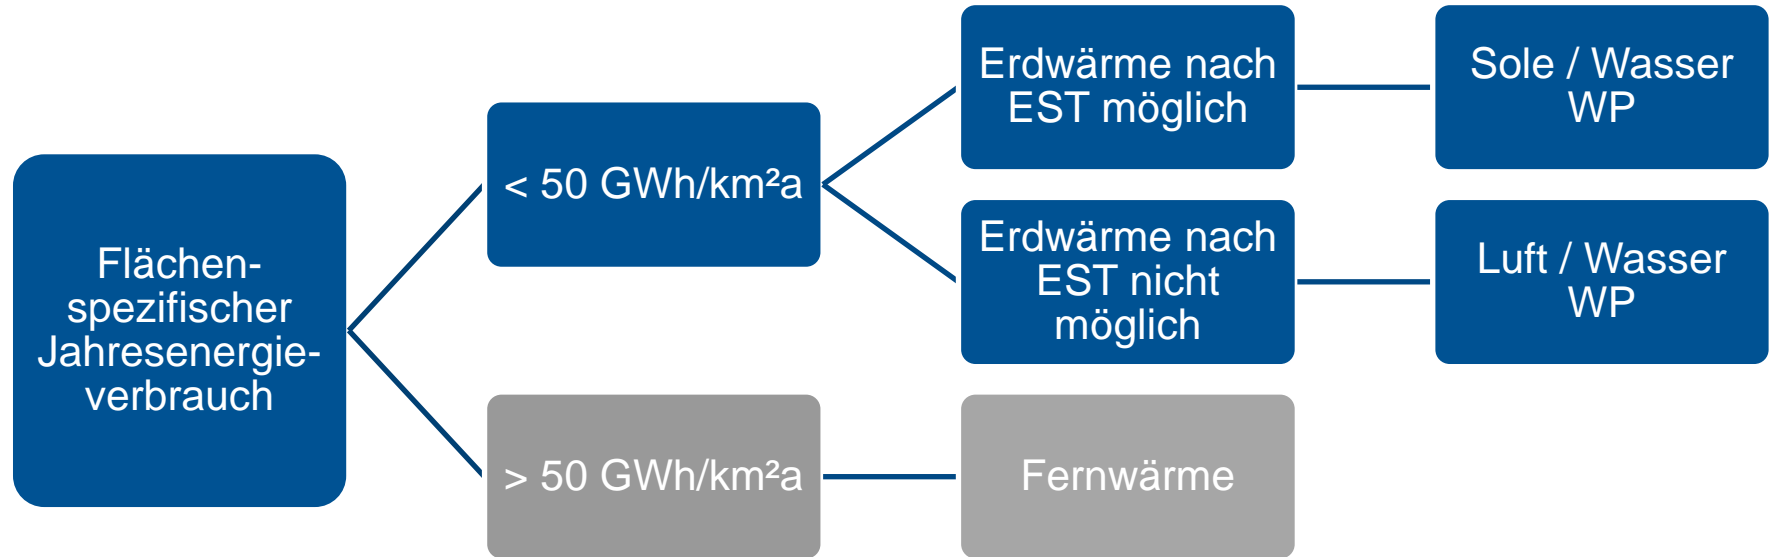 Flächen-
spezifischer
Jahresenergie-
verbrauch
< 50 GWh/km²a
> 50 GWh/km²a
Erdwärme nach
EST möglich
Erdwärme nach
EST nicht
möglich
Fernwärme
Sole / Wasser
WP
Luft / Wasser
WP